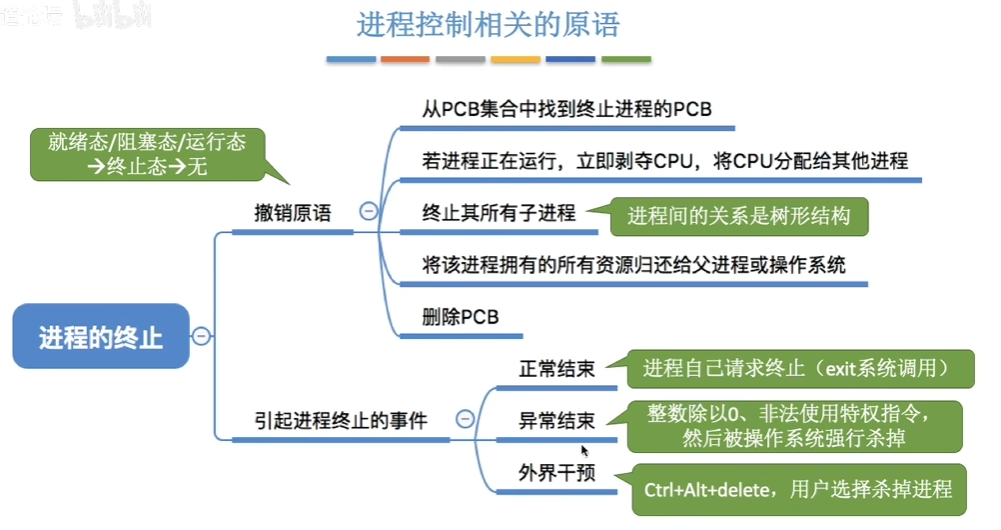 bilibili
进程控制相关的原语
就绪态/阻塞态/运行态
→终止态→无
撤销原语
从PCB集合中找到终止进程的PCB
若进程正在运行，立即剥夺CPU，将CPU分配给其他进程
终止其所有子进程
进程间的关系是树形结构
将该进程拥有的所有资源归还给父进程或操作系统
删除PCB
进程的终止
引起进程终止的事件
正常结束
进程自己请求终止（exit系统调用）
异常结束
整数除以0、非法使用特权指令，
然后被操作系统强行杀掉
外界干预
Ctrl+Alt+delete，用户选择杀掉进程